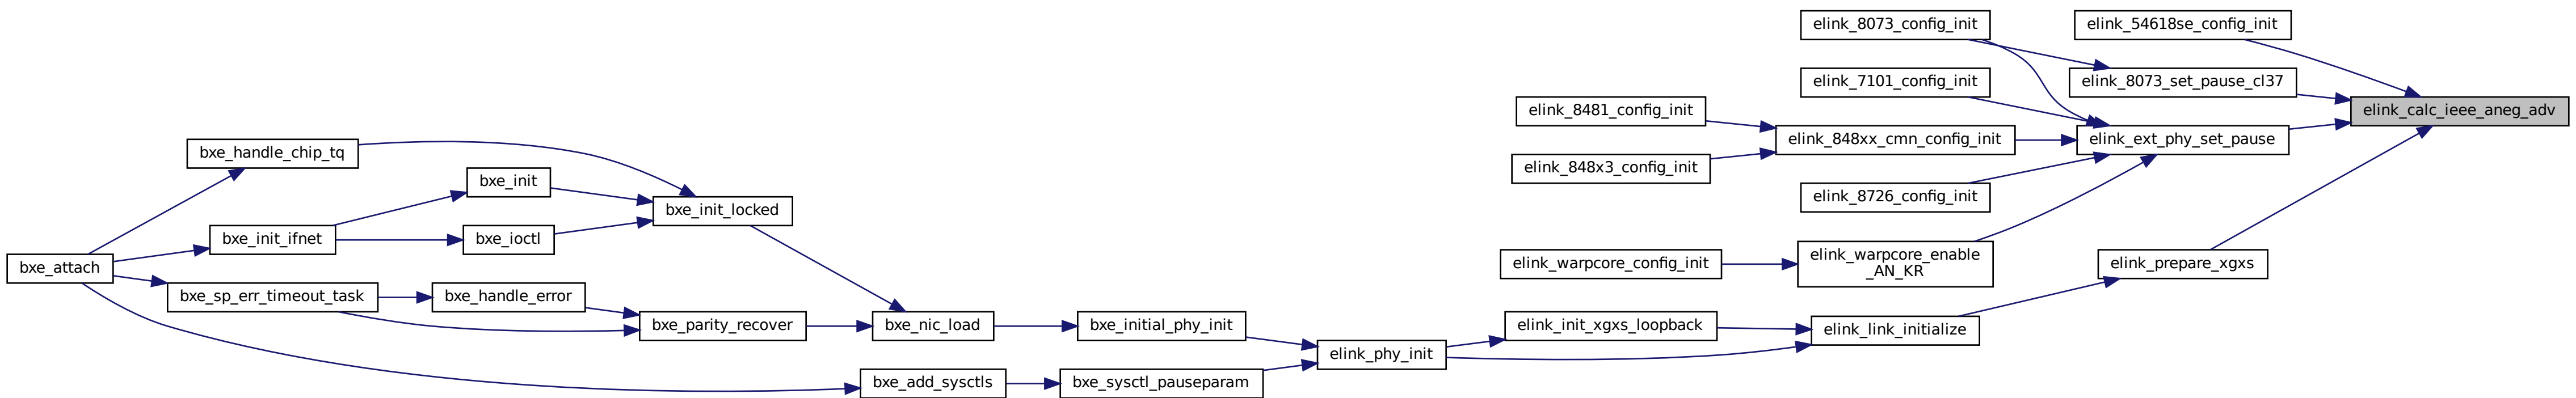 elink_8073_config_init
elink_54618se_config_init
elink_7101_config_init
elink_8073_set_pause_cl37
elink_8481_config_init
elink_calc_ieee_aneg_adv
elink_848xx_cmn_config_init
elink_ext_phy_set_pause
bxe_handle_chip_tq
elink_848x3_config_init
bxe_init
elink_8726_config_init
bxe_init_locked
bxe_init_ifnet
bxe_ioctl
elink_warpcore_enable
_AN_KR
elink_warpcore_config_init
elink_prepare_xgxs
bxe_attach
bxe_sp_err_timeout_task
bxe_handle_error
bxe_parity_recover
bxe_nic_load
bxe_initial_phy_init
elink_init_xgxs_loopback
elink_link_initialize
elink_phy_init
bxe_add_sysctls
bxe_sysctl_pauseparam